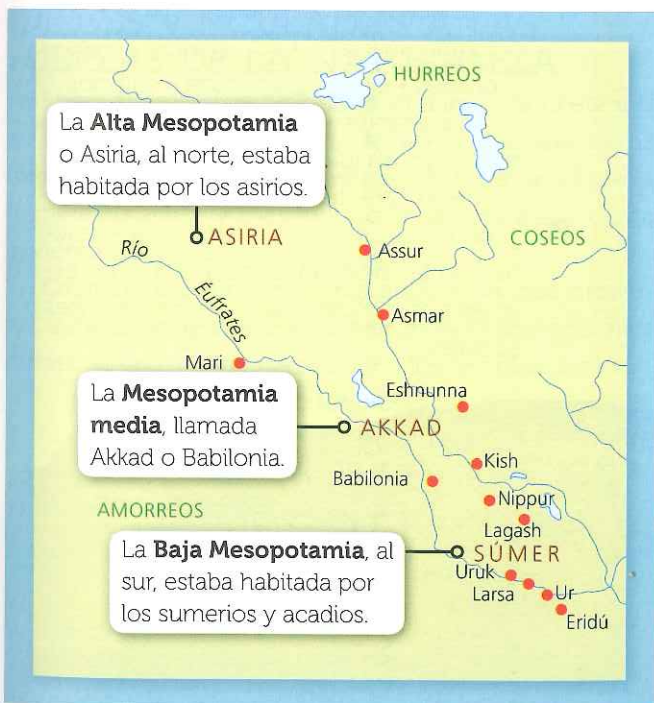 HURREOS
La Alta Mesopotamia
o Asiria, al norte, estaba
habitada por los asirios.
ASIRIA
COSEOS
Río
Éufrates
Assur
Asmar
Mari
Eshnunna
La Mesopotamia
media, llamada
Akkad o Babilonia.
AKKAD
Kish
Babilonia
Nippur
AMORREOS
Lagash
La Baja Mesopotamia, al
sur, estaba habitada por
los sumerios y acadios.
SÚMER
Uruk
Larsa
Ur
Eridú